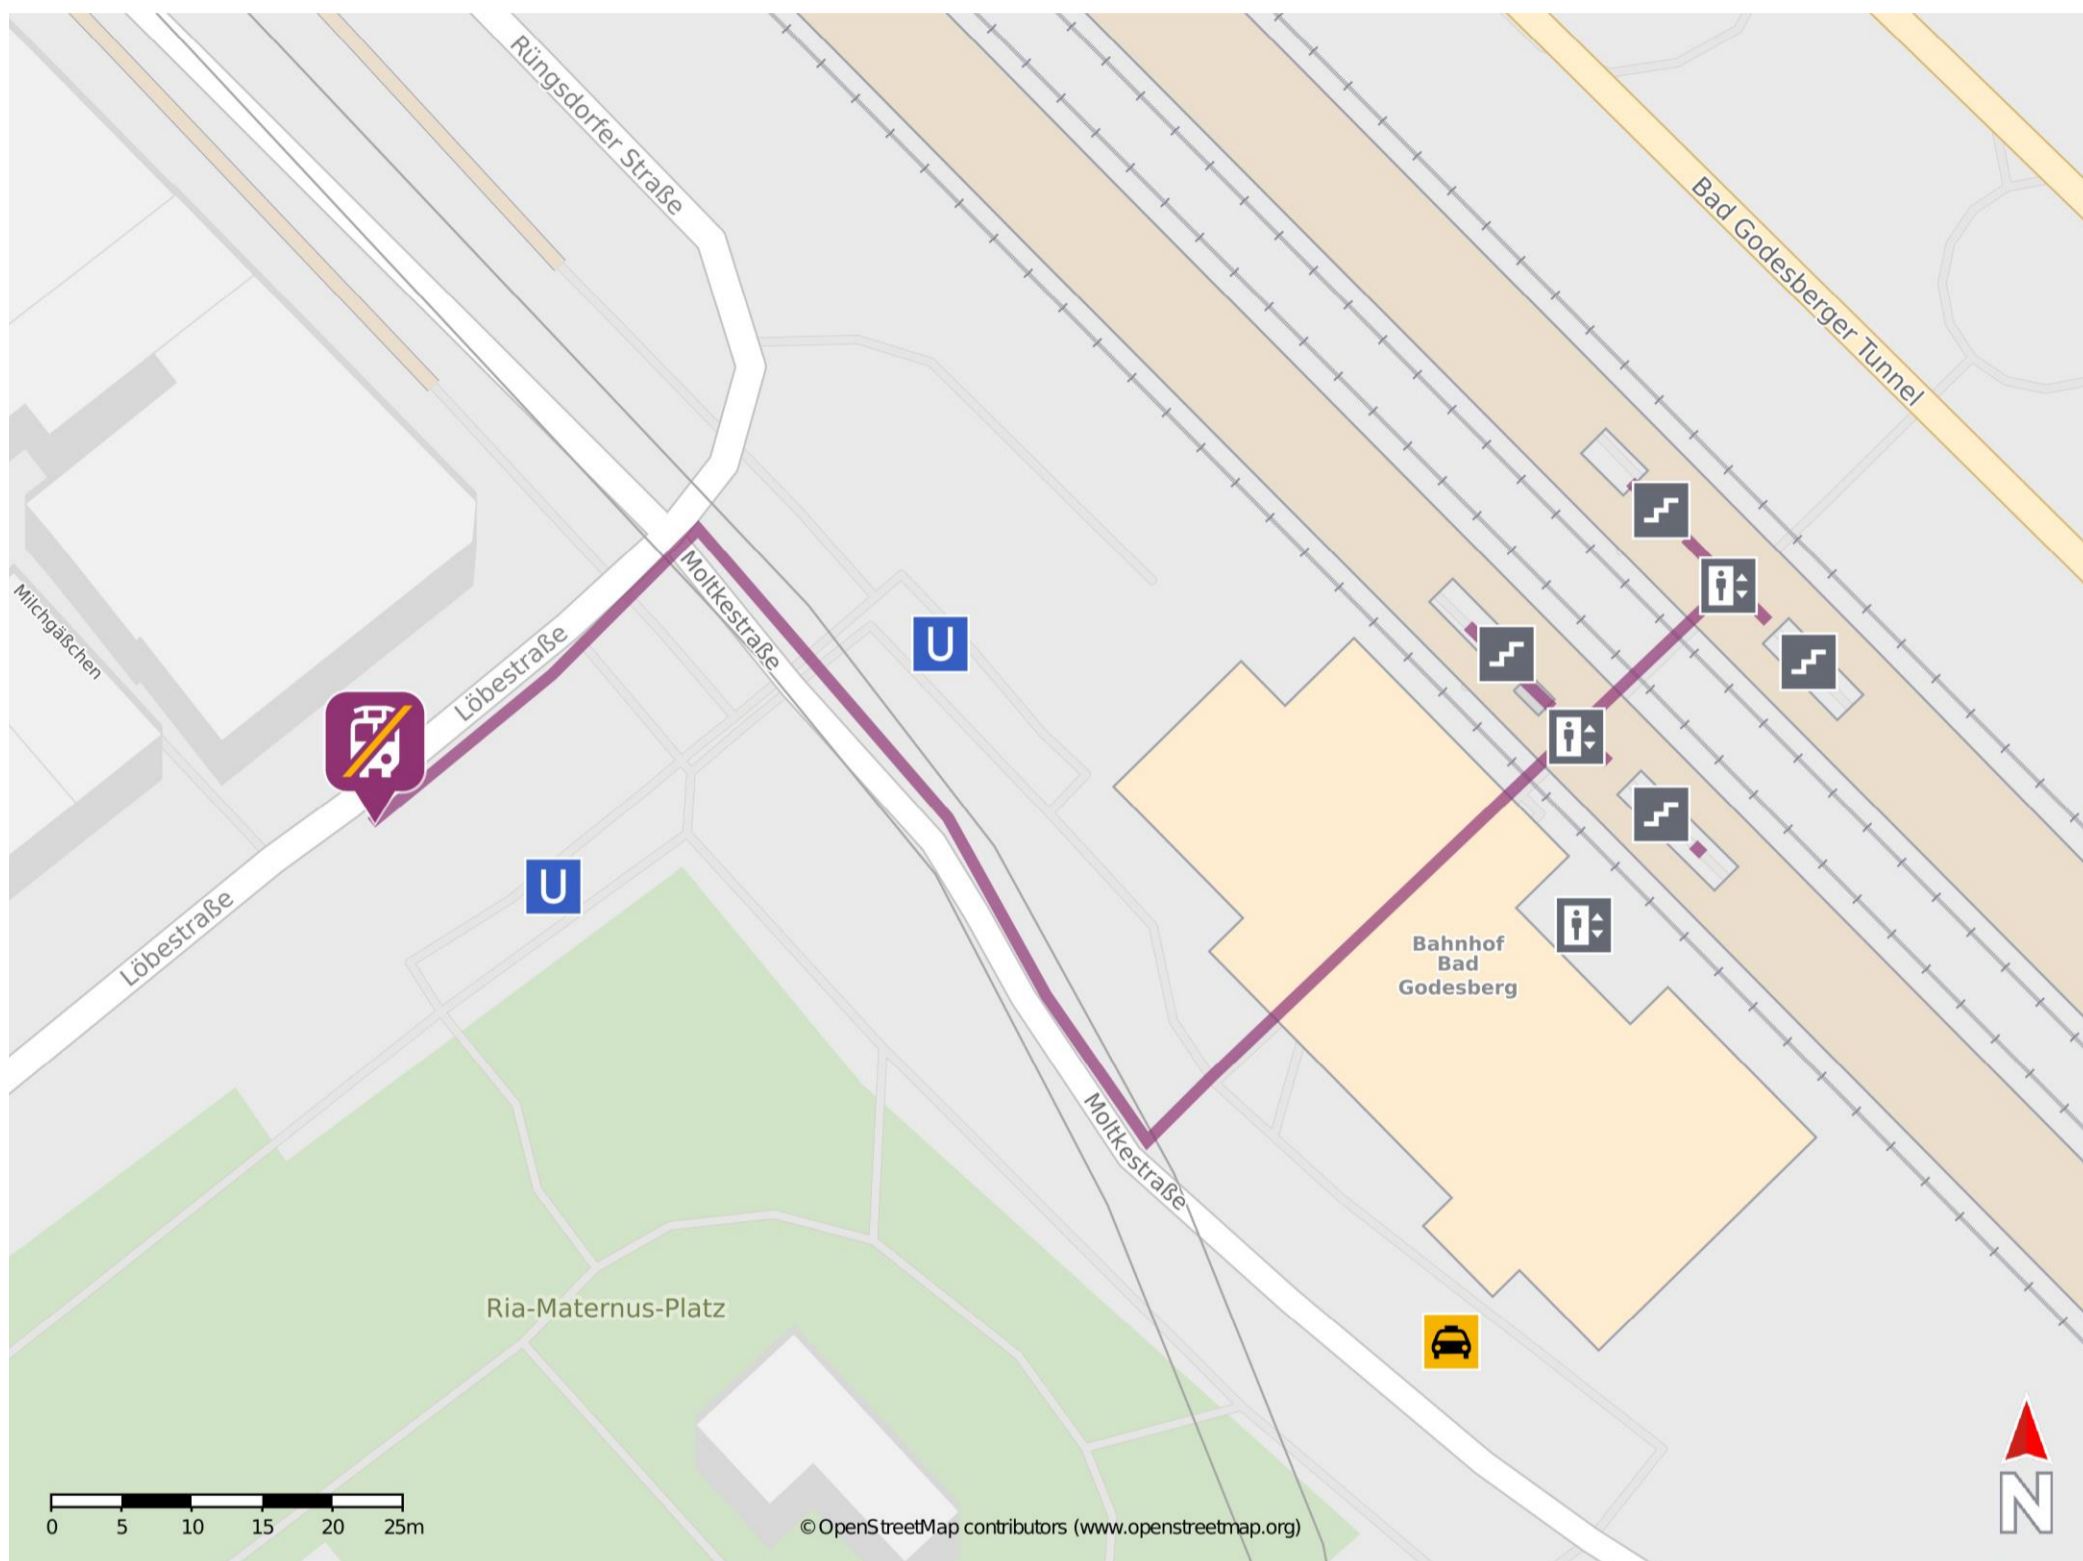 Rüngsdorfer Straße
Bad Godesberger Tunnel
Moltkestraße
Milchgäßchen
Löbestraße
U
U
Löbestraße
Bahnhof
Bad
Godesberg
Moltkestraße
Ria-Maternus-Platz
N
0 5 10 15 20 25m
© OpenStreetMap contributors (www.openstreetmap.org)